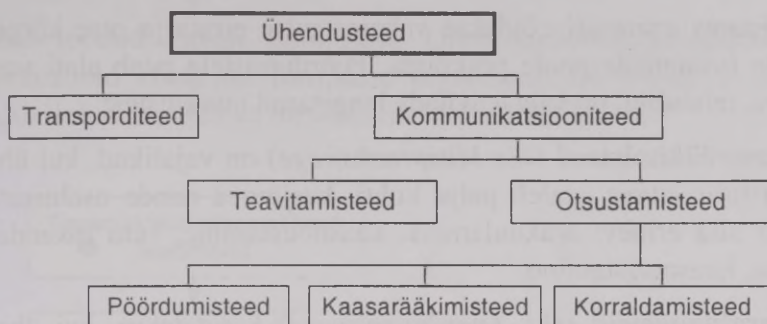 Ühendusteed
Transporditeed
Kommunikatsiooniteed
Teavitamisteed
Otsustamisteed
Pöördumisteed
Kaasarääkimisteed
Korraldamisteed